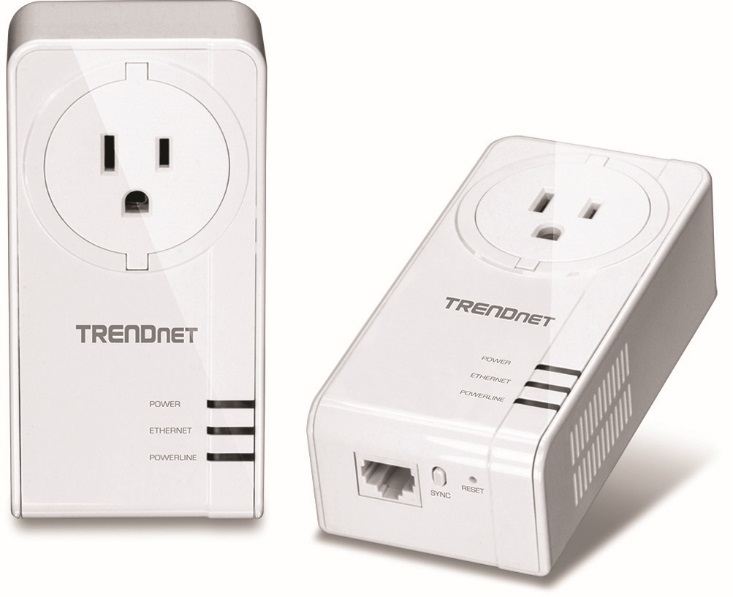 TRENDNET
POWER
ETHERNET
POWERLINE
TRENDNET
POWER
ETHERNET
POWERLINE
SYNC
RESET